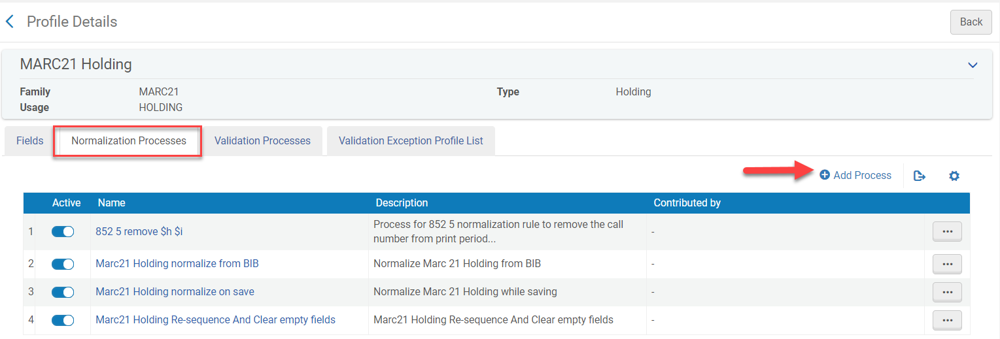 Profile Details
Back
MARC21 Holding
Family MARC21 Type Holding
Usage HOLDING
Fields Normalization Processes Validation Processes Validation Exception Profile List
Add Process
Active Name Description Contributed by
1 852 5 remove $h $i Process for 852 5 normalization rule to remove the call
number from print period... -
2 Marc21 Holding normalize from BIB Normalize Marc 21 Holding from BIB -
3 Marc21 Holding normalize on save Normalize Marc 21 Holding while saving -
4 Marc21 Holding Re-sequence And Clear empty fields Marc21 Holding Re-sequence And Clear empty fields -